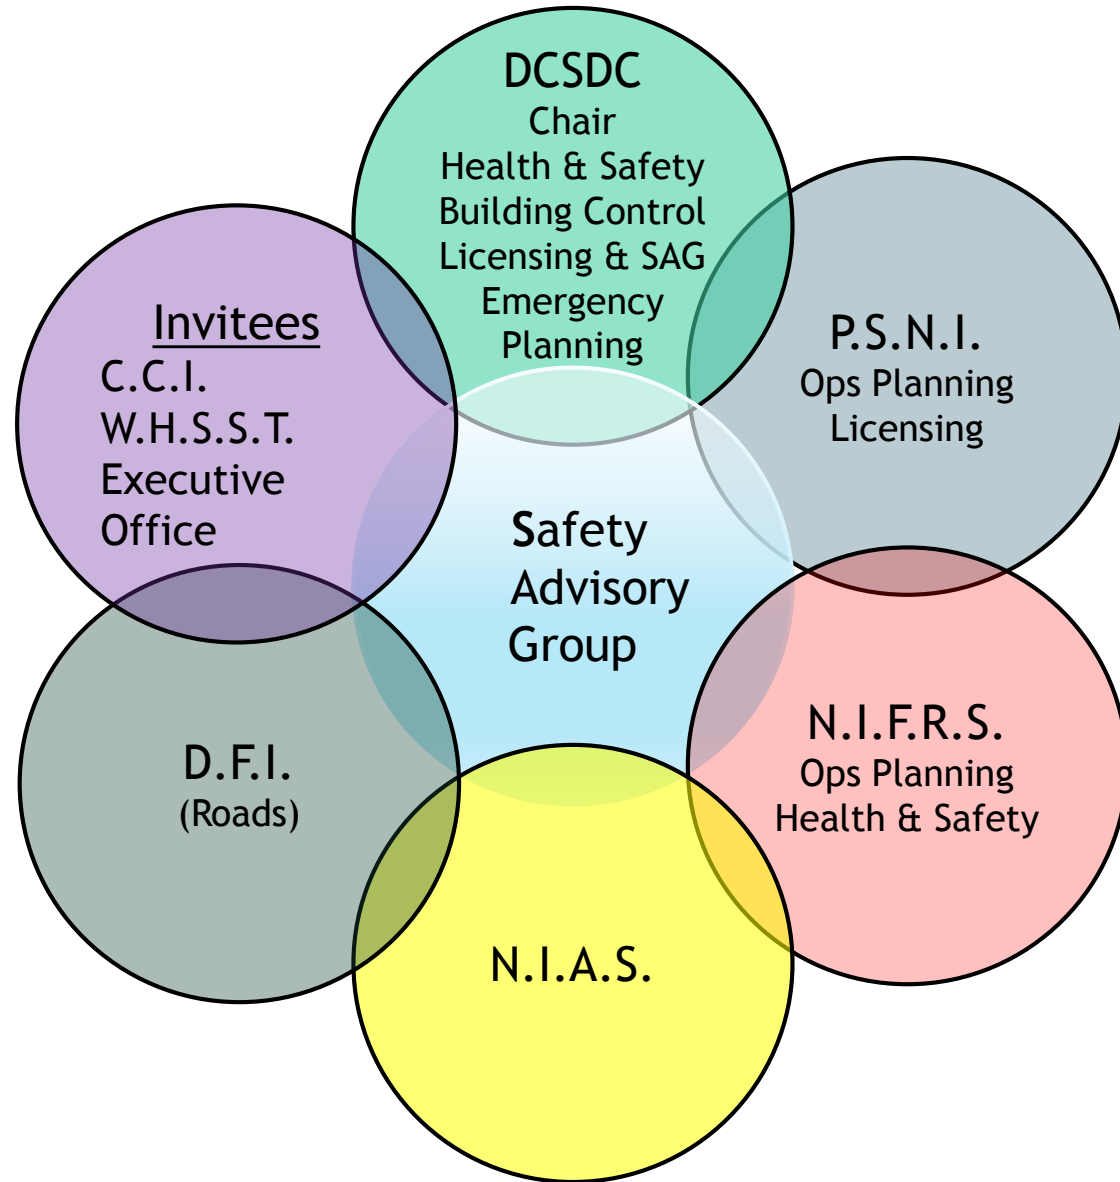 DCSDC
Chair
Health & Safety
Building Control
Licensing & SAG
Emergency
Planning
P.S.N.I.
Ops Planning
Licensing
N.I.F.R.S.
Ops Planning
Health & Safety
N.I.A.S.
D.F.I.
(Roads)
Invitees
C.C.I.
W.H.S.S.T.
Executive
Office
Safety
Advisory
Group